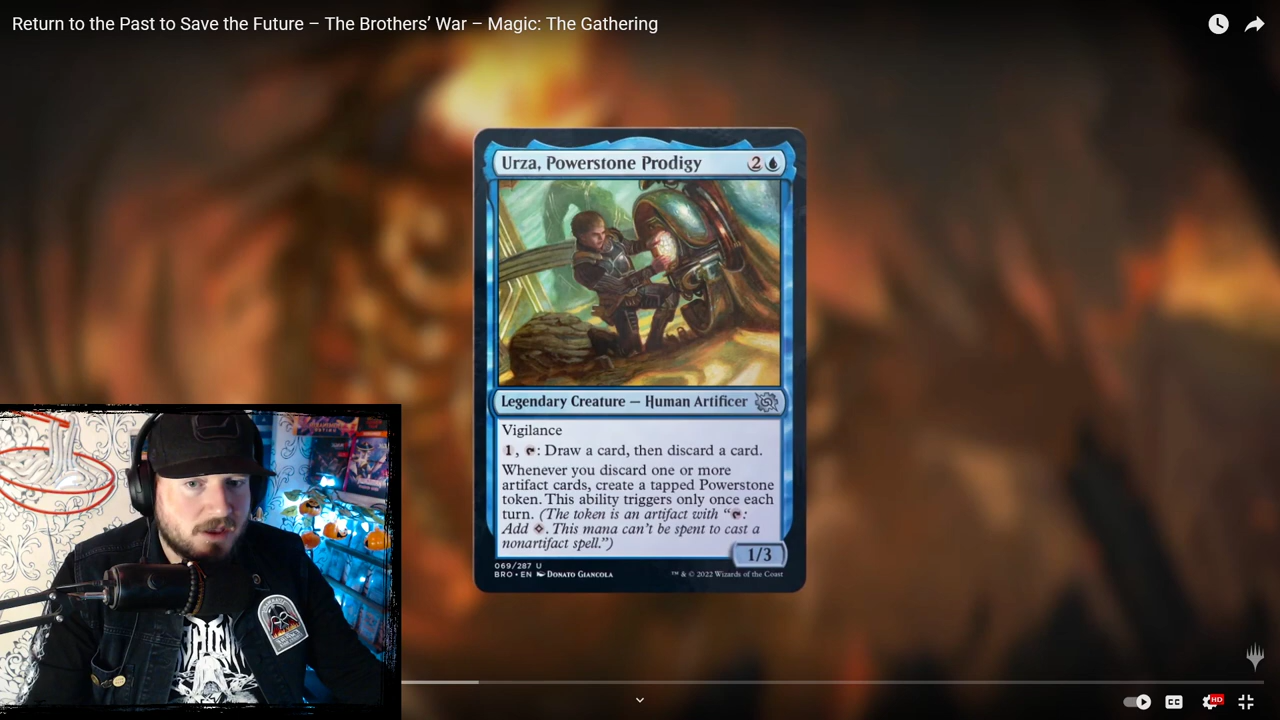 Return to the Past to Save the Future – The Brothers’ War – Magic: The Gathering
Urza, Powerstone Prodigy 2
Legendary Creature — Human Artificer
Vigilance
1, : Draw a card, then discard a card.
Whenever you discard one or more
artifact cards, create a tapped Powerstone
token. This ability triggers only once each
turn. (The token is an artifact with “:
Add . This mana can’t be spent to cast a
nonartifact spell.”)
1/3
069/287 U
BRO • EN Donato Giancola
™ & © 2022 Wizards of the Coast
CC
HD